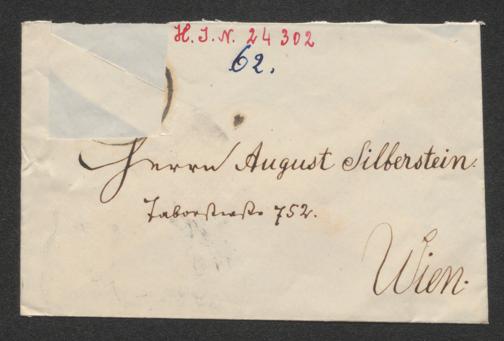 H. I. N. 24302
62.
Herrn August Silberstein.
Taborstraße 752.
Wien.